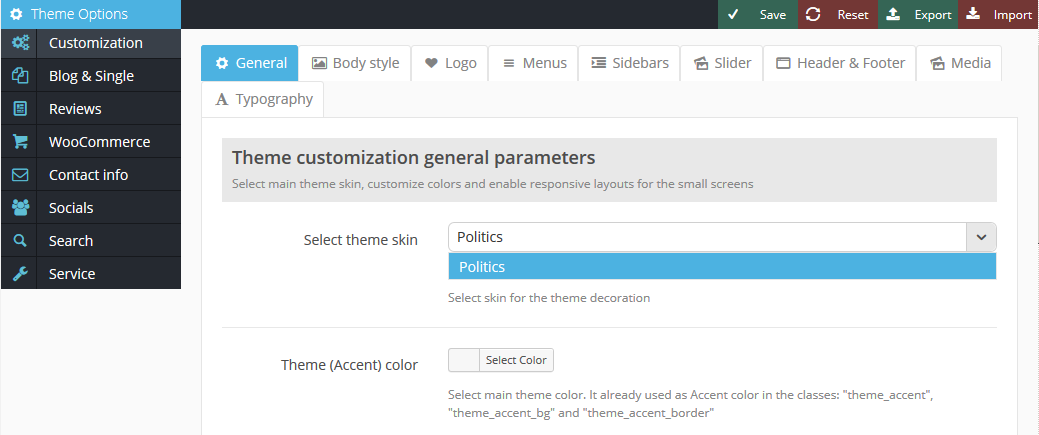 Theme Options
Save
Reset
Export
Import
Customization
Blog & Single
Reviews
WooCommerce
Contact info
Socials
Search
Service
General
Body style
Logo
Menus
Sidebars
Slider
Header & Footer
Media
Typography
Theme customization general parameters
Select main theme skin, customize colors and enable responsive layouts for the small screens
Select theme skin
Politics
Politics
Select skin for the theme decoration
Theme (Accent) color
Select Color
Select main theme color. It already used as Accent color in the classes: "theme_accent",
"theme_accent_bg" and "theme_accent_border"